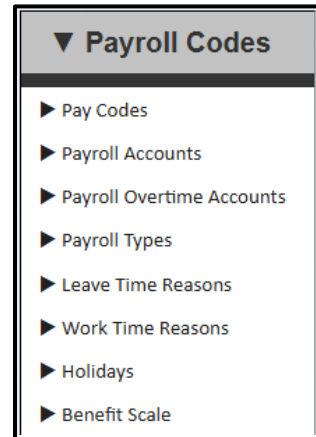 ▼ Payroll Codes
▶ Pay Codes
▶ Payroll Accounts
▶ Payroll Overtime Accounts
▶ Payroll Types
▶ Leave Time Reasons
▶ Work Time Reasons
▶ Holidays
▶ Benefit Scale